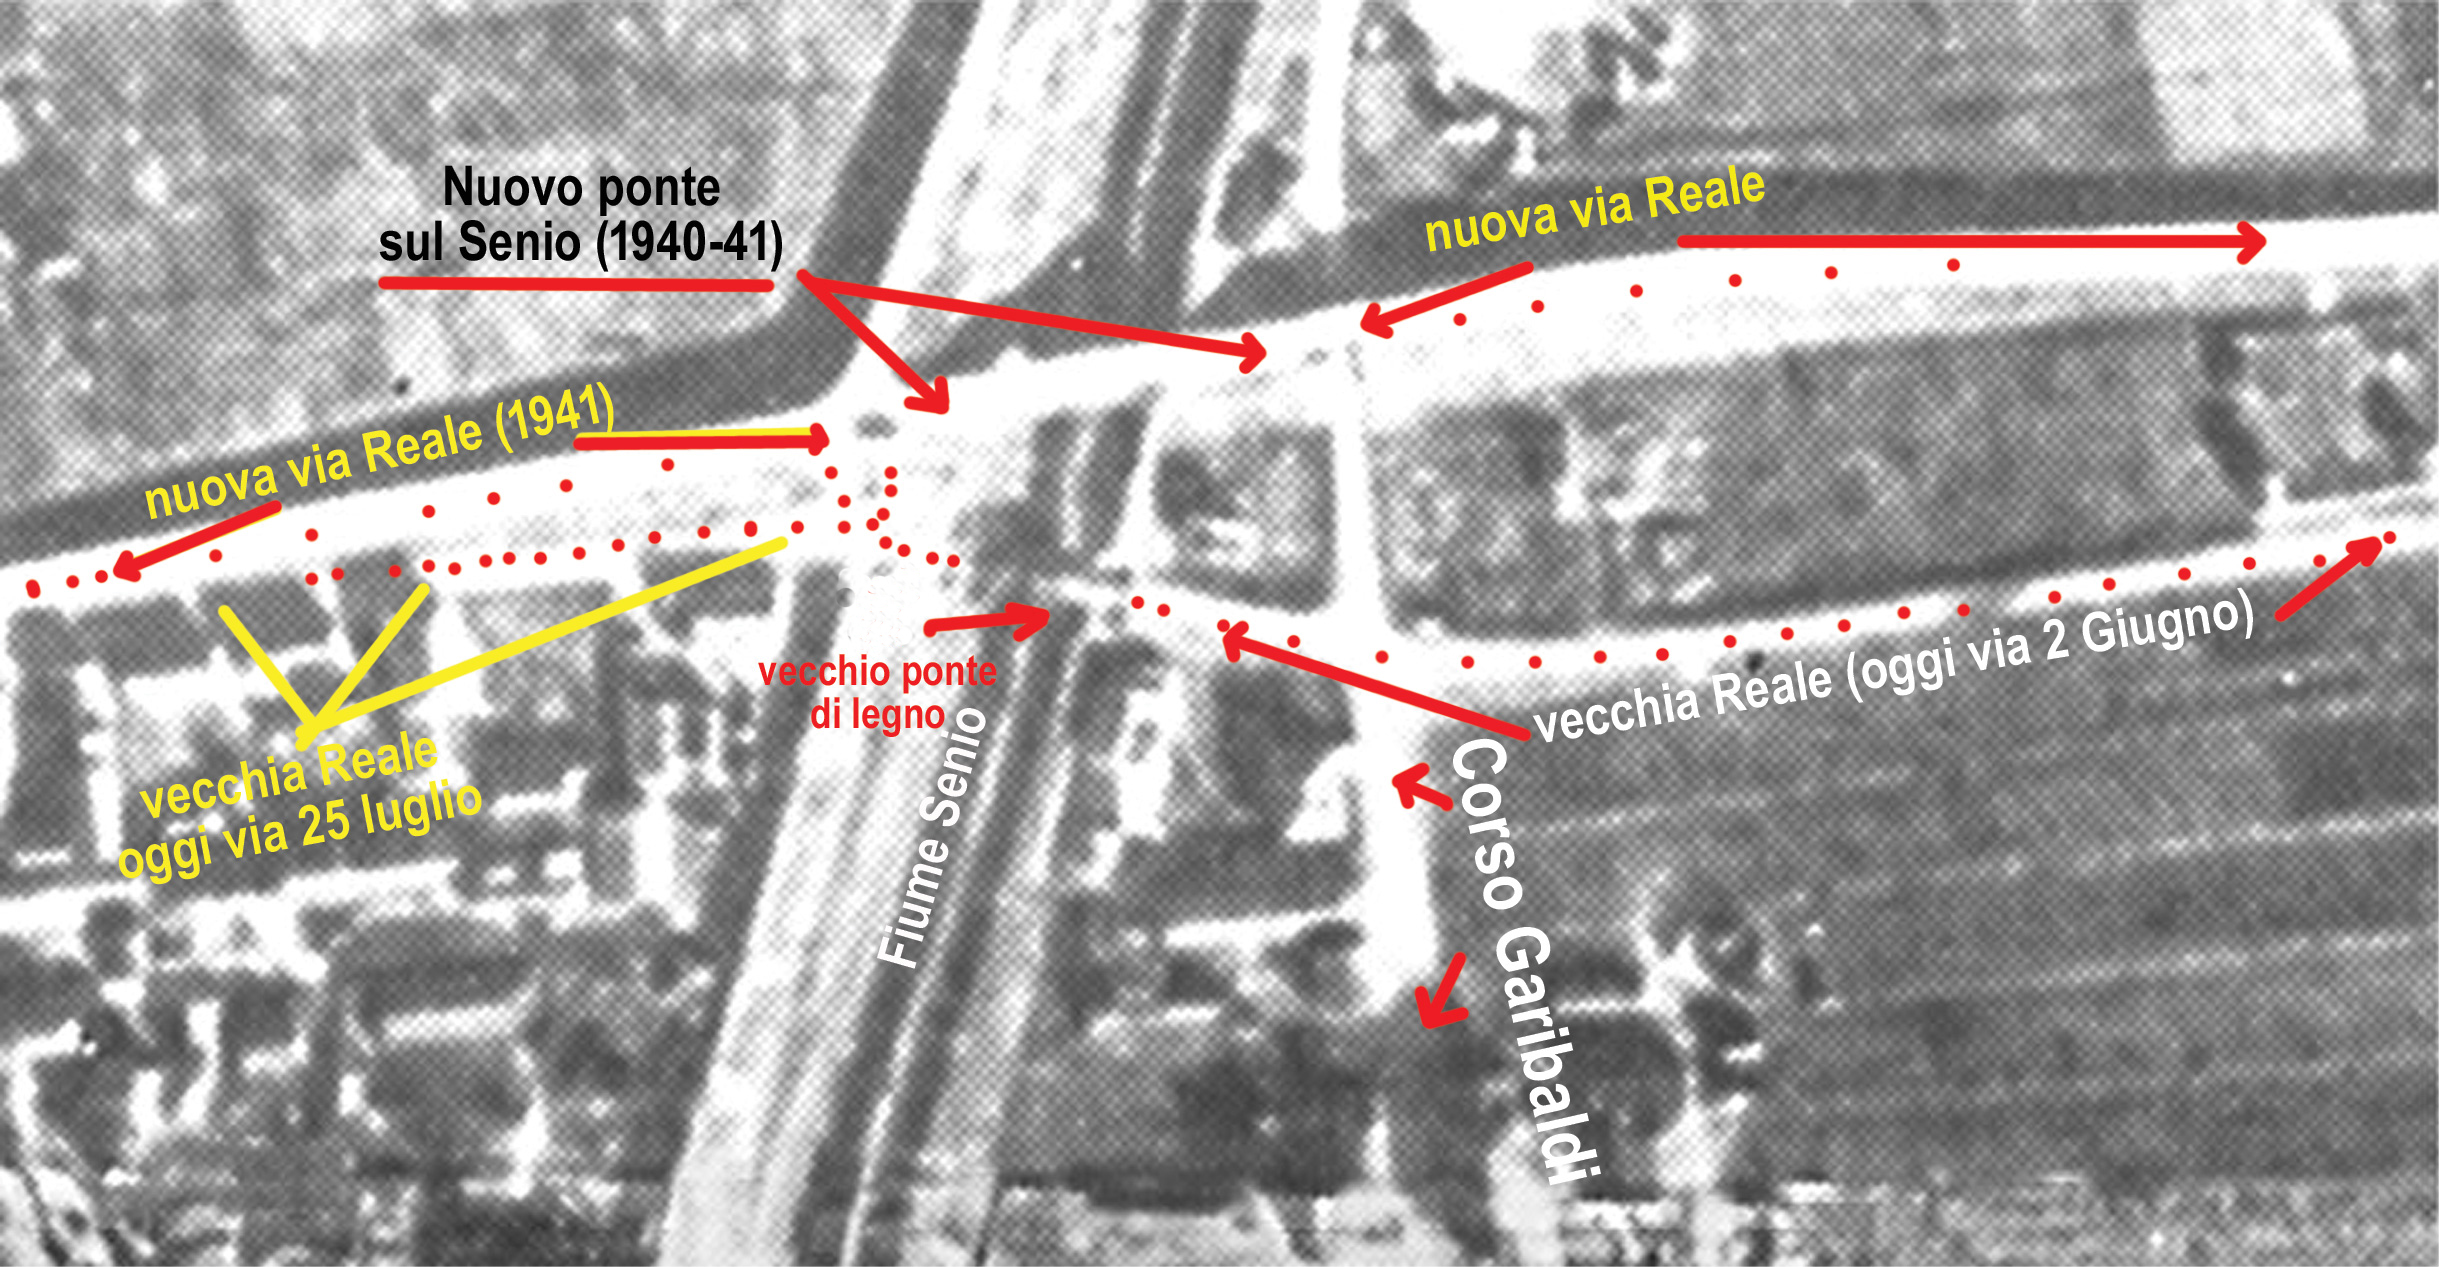 Nuovo ponte
sul Senio (1940-41)
nuova via Reale
nuova via Reale (1941)
vecchio ponte
di legno
vecchia Reale (oggi via 2 Giugno)
vecchia Reale
oggi via 25 luglio
Fiume Senio
Corso Garibaldi